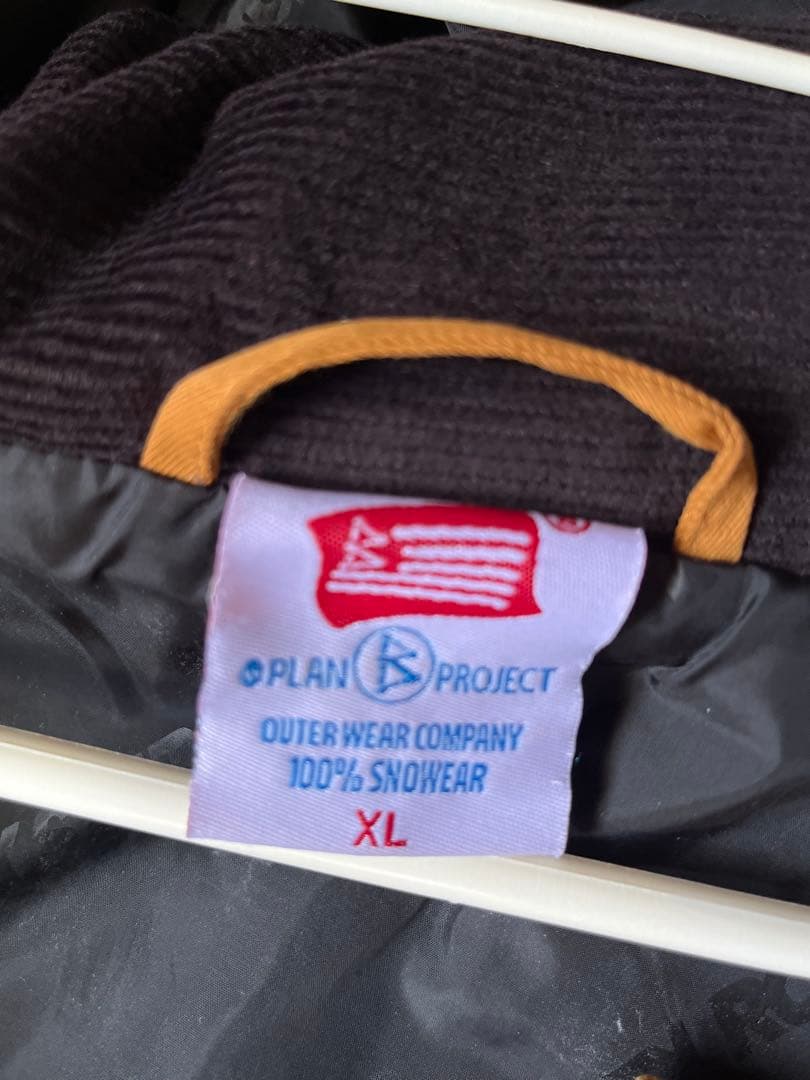 PLAN PROJECT
OUTER WEAR COMPANY
100% SNOWEAR
XL